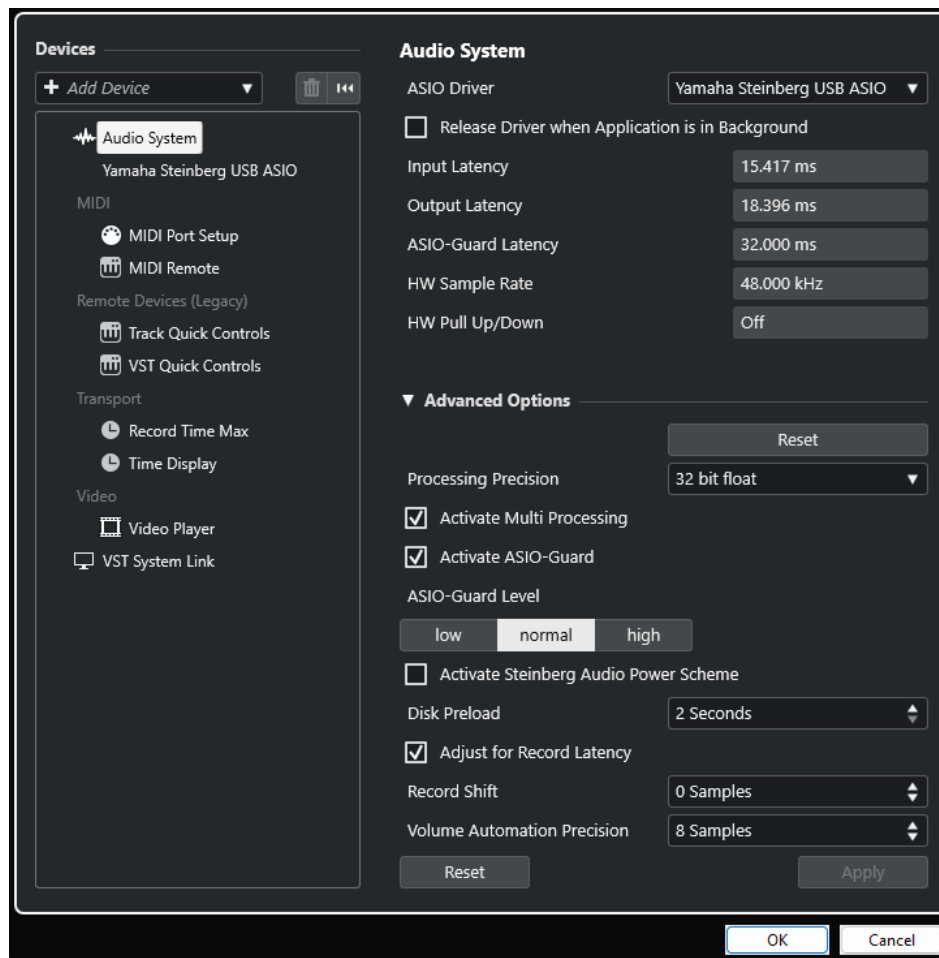 Devices
Add Device
Audio System
Yamaha Steinberg USB ASIO
MIDI
MIDI Port Setup
MIDI Remote
Remote Devices (Legacy)
Track Quick Controls
VST Quick Controls
Transport
Record Time Max
Time Display
Video
Video Player
VST System Link
Audio System
ASIO Driver Yamaha Steinberg USB ASIO
Release Driver when Application is in Background
Input Latency 15.417 ms
Output Latency 18.396 ms
ASIO-Guard Latency 32.000 ms
HW Sample Rate 48.000 kHz
HW Pull Up/Down Off
Advanced Options
Reset
Processing Precision 32 bit float
Activate Multi Processing
Activate ASIO-Guard
ASIO-Guard Level
low normal high
Activate Steinberg Audio Power Scheme
Disk Preload 2 Seconds
Adjust for Record Latency
Record Shift 0 Samples
Volume Automation Precision 8 Samples
Reset Apply
OK Cancel